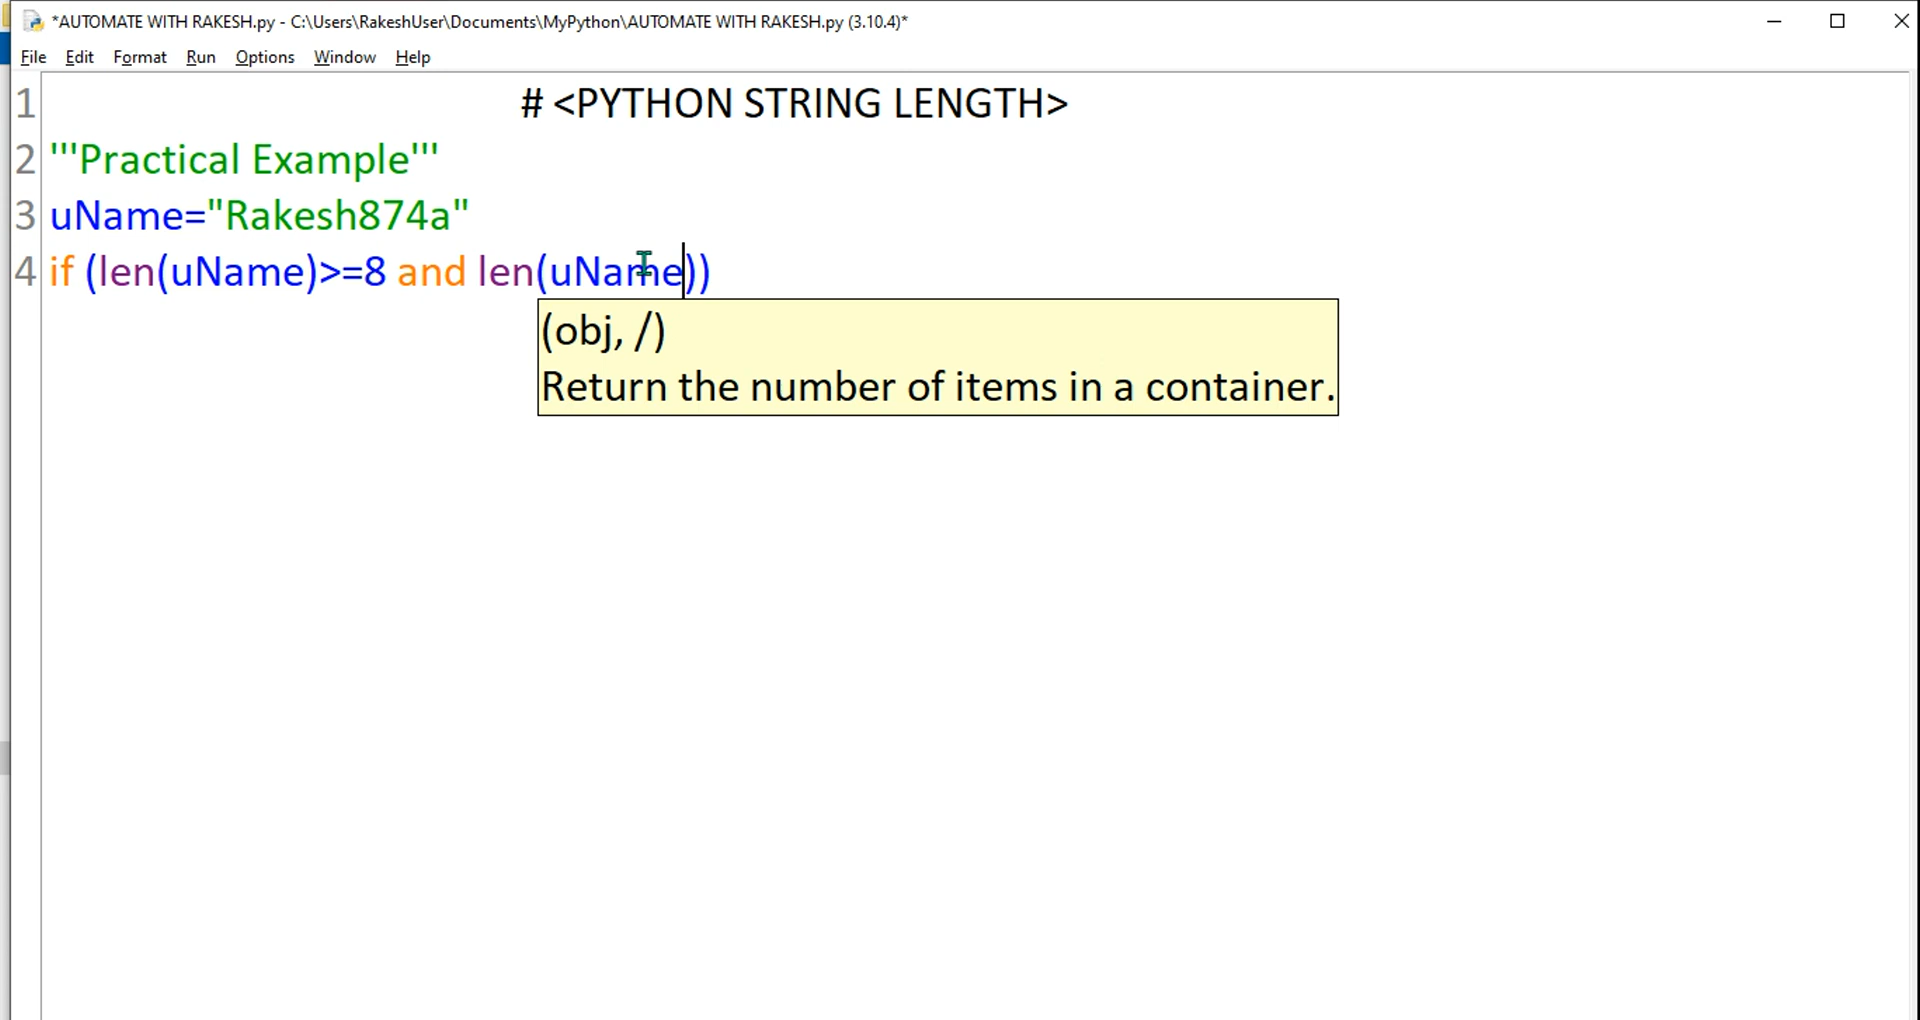 *AUTOMATE WITH RAKESH.py - C:\Users\RakeshUser\Documents\MyPython\AUTOMATE WITH RAKESH.py (3.10.4)*
File Edit Format Run Options Window Help
1 # <PYTHON STRING LENGTH>
2 '''Practical Example'''
3 uName="Rakesh874a"
4 if (len(uName)>=8 and len(uName))
(obj, /)
Return the number of items in a container.